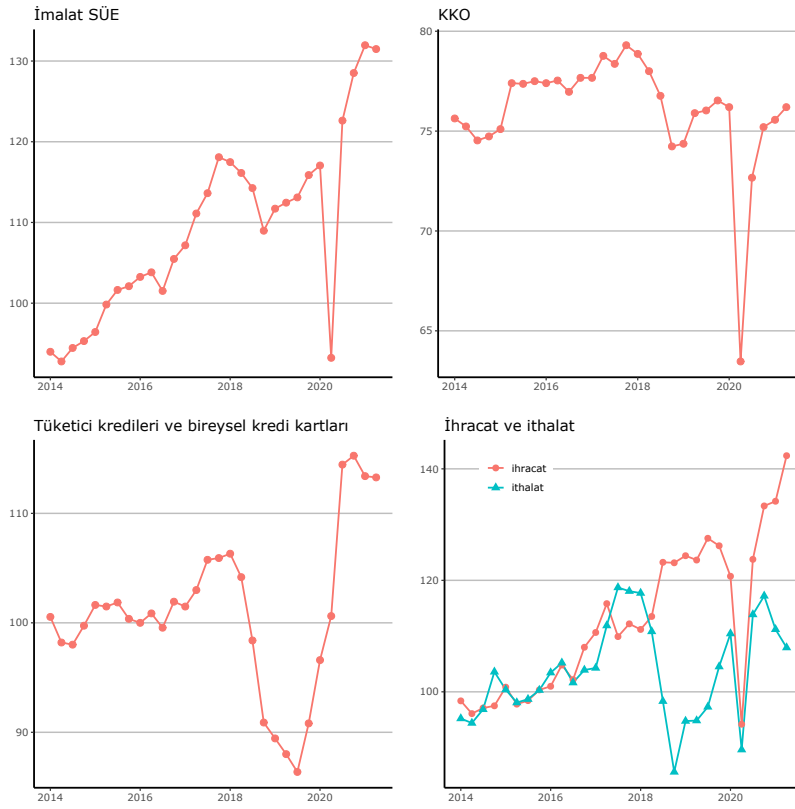 İmalat SÜE
130
120
110
100
2014 2016 2018 2020
KKO
80
75
70
65
2014 2016 2018 2020
Tüketici kredileri ve bireysel kredi kartları
110
100
90
2014 2016 2018 2020
İhracat ve ithalat
140
120
100
ihracat
ithalat
2014 2016 2018 2020